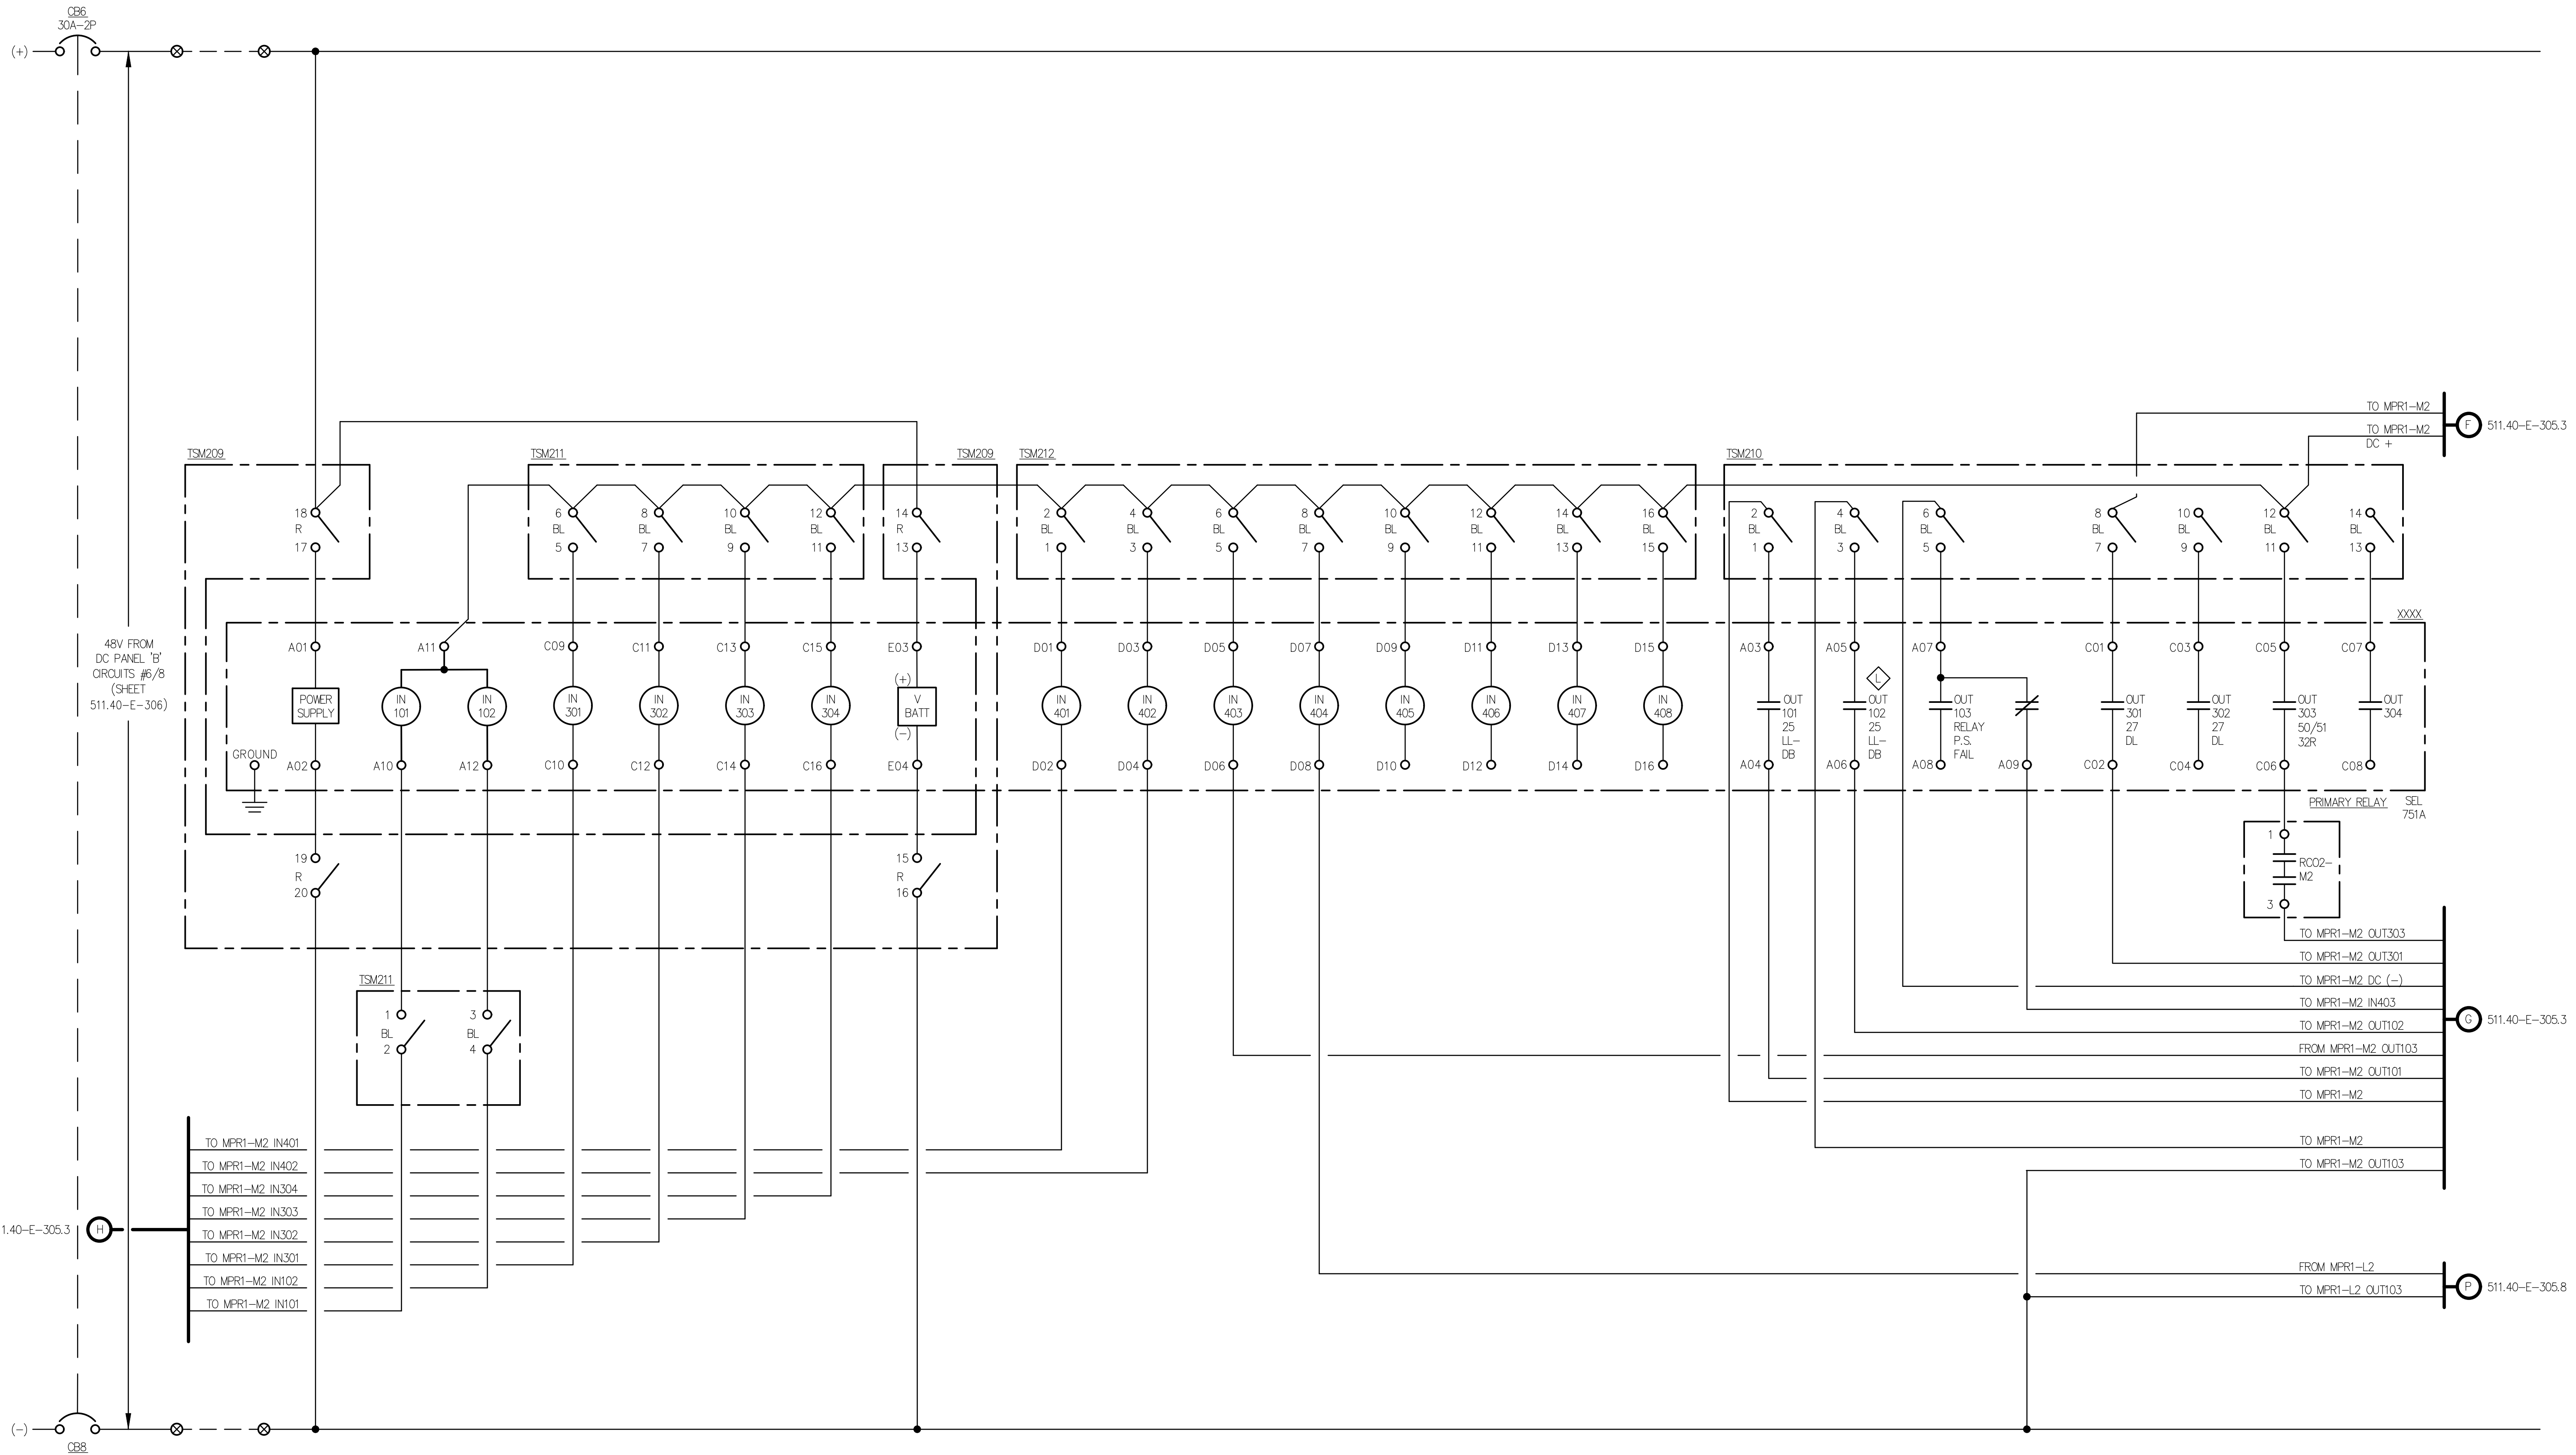 CB6
30A-2P
(+)
TO MPR1-M2
TO MPR1-M2
DC +
F
511.40-E-305.3
TSM209
TSM211
TSM209
TSM212
TSM210
18
R
17
6
BL
5
8
BL
7
10
BL
9
12
BL
11
14
R
13
2
BL
1
4
BL
3
6
BL
5
8
BL
7
10
BL
9
12
BL
11
14
BL
13
16
BL
15
2
BL
1
4
BL
3
6
BL
5
8
BL
7
10
BL
9
12
BL
11
14
BL
13
XXXX
48V FROM
DC PANEL 'B'
CIRCUITS #6/8
(SHEET
511.40-E-306)
A01
A11
C09
C11
C13
C15
E03
D01
D03
D05
D07
D09
D11
D13
D15
A03
A05
A07
C01
C03
C05
C07
POWER
SUPPLY
IN
101
IN
102
IN
301
IN
302
IN
303
IN
304
(+)
V
BATT
(-)
IN
401
IN
402
IN
403
IN
404
IN
405
IN
406
IN
407
IN
408
OUT
101
25
LL-
DB
L
OUT
102
25
LL-
DB
OUT
103
RELAY
P.S.
FAIL
OUT
301
27
DL
OUT
302
27
DL
OUT
303
50/51
32R
OUT
304
GROUND
A02
A10
A12
C10
C12
C14
C16
E04
D02
D04
D06
D08
D10
D12
D14
D16
A04
A06
A08
A09
C02
C04
C06
C08
PRIMARY RELAY
SEL
751A
19
R
20
15
R
16
1
RCO2-
M2
3
TSM211
1
BL
2
3
BL
4
TO MPR1-M2 OUT303
TO MPR1-M2 OUT301
TO MPR1-M2 DC (-)
TO MPR1-M2 IN403
TO MPR1-M2 OUT102
FROM MPR1-M2 OUT103
TO MPR1-M2 OUT101
TO MPR1-M2
TO MPR1-M2
TO MPR1-M2 OUT103
G
511.40-E-305.3
TO MPR1-M2 IN401
TO MPR1-M2 IN402
TO MPR1-M2 IN304
TO MPR1-M2 IN303
TO MPR1-M2 IN302
TO MPR1-M2 IN301
TO MPR1-M2 IN102
TO MPR1-M2 IN101
1.40-E-305.3
H
FROM MPR1-L2
TO MPR1-L2 OUT103
P
511.40-E-305.8
(-)
CB8